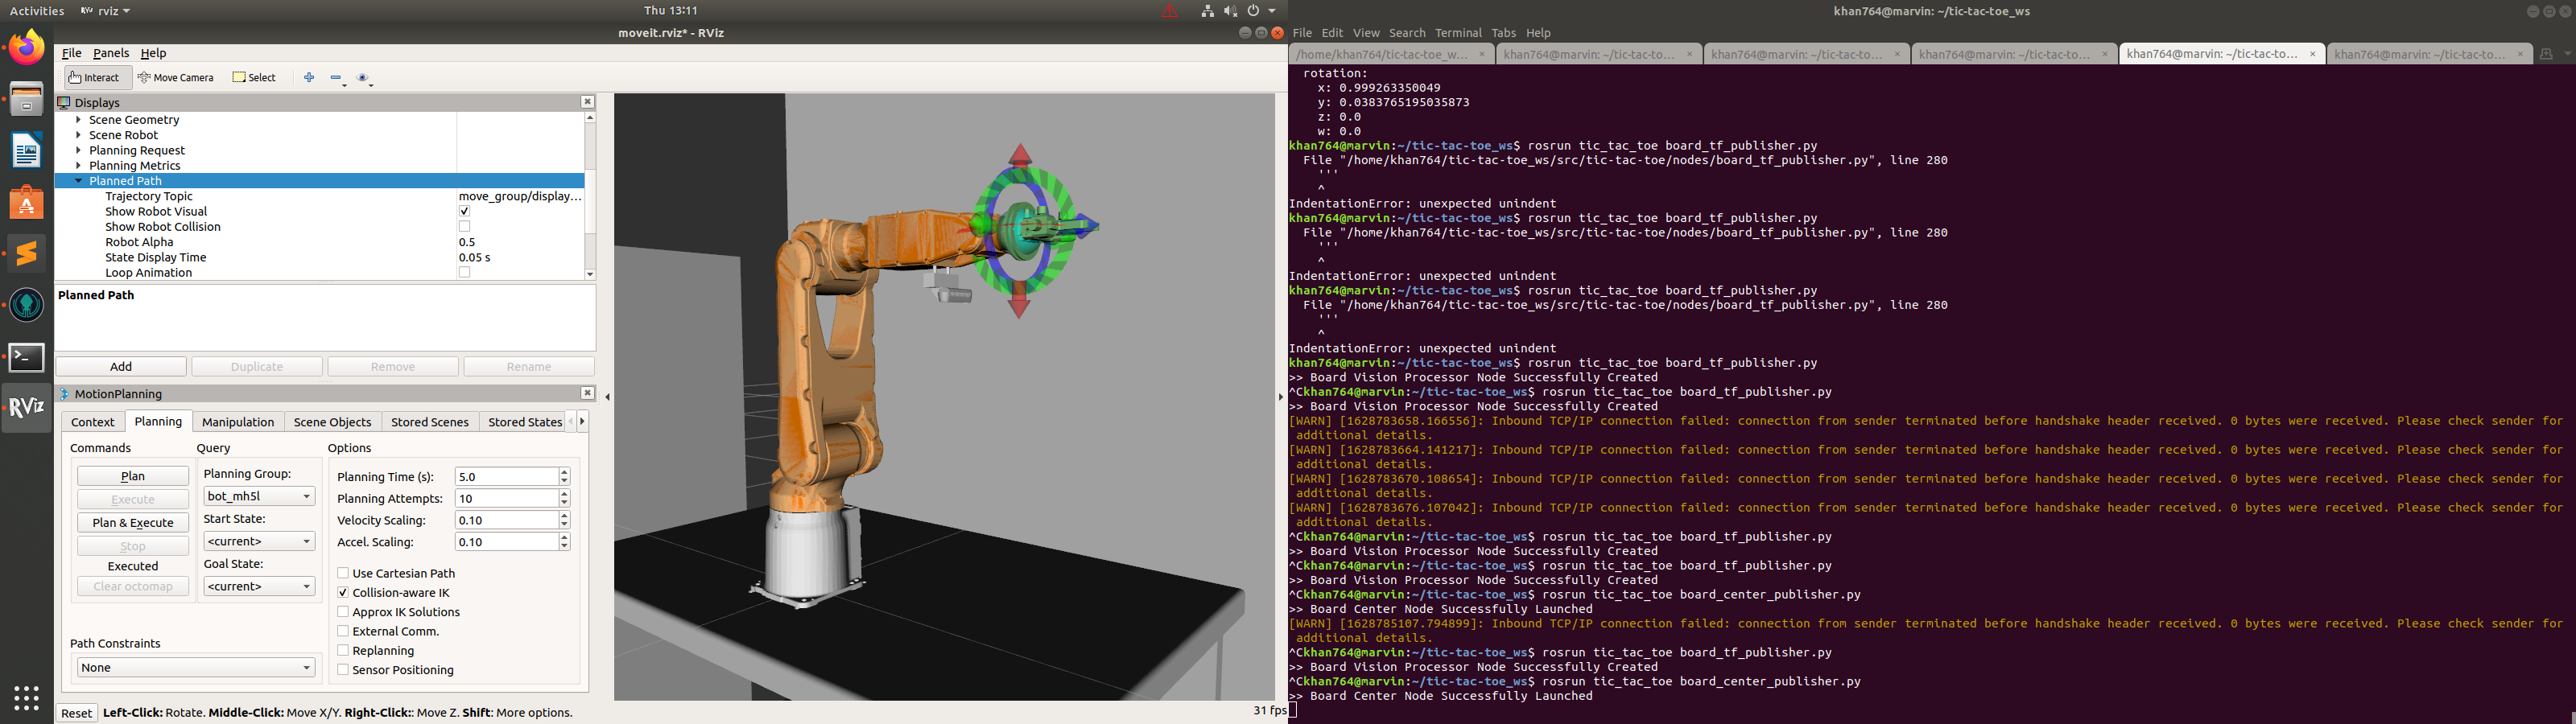 Activities
rviz
Thu 13:11
moveit.rviz* - RViz
File Panels Help
Interact Move Camera Select
Displays
Scene Geometry
Scene Robot
Planning Request
Planning Metrics
Planned Path
Trajectory Topic move_group/display...
Show Robot Visual
Show Robot Collision
Robot Alpha 0.5
State Display Time 0.05 s
Loop Animation
Planned Path
Add Duplicate Remove Rename
MotionPlanning
Context Planning Manipulation Scene Objects Stored Scenes Stored States
Commands
Plan
Execute
Plan & Execute
Stop
Executed
Clear octomap
Query
Planning Group:
bot_mh5l
Start State:
<current>
Goal State:
<current>
Options
Planning Time (s): 5.0
Planning Attempts: 10
Velocity Scaling: 0.10
Accel. Scaling: 0.10
Use Cartesian Path
Collision-aware IK
Approx IK Solutions
External Comm.
Replanning
Sensor Positioning
Path Constraints
None
RViz
Reset Left-Click: Rotate. Middle-Click: Move X/Y. Right-Click:: Move Z. Shift: More options.
31 fps
khan764@marvin: ~/tic-tac-toe_ws
File Edit View Search Terminal Tabs Help
/home/khan764/tic-tac-toe_w... khan764@marvin: ~/tic-tac-to... khan764@marvin: ~/tic-tac-to... khan764@marvin: ~/tic-tac-to... khan764@marvin: ~/tic-tac-to... khan764@marvin: ~/tic-tac-to...
rotation:
x: 0.999263350049
y: 0.0383765195035873
z: 0.0
w: 0.0
khan764@marvin:~/tic-tac-toe_ws$ rosrun tic_tac_toe board_tf_publisher.py
File "/home/khan764/tic-tac-toe_ws/src/tic-tac-toe/nodes/board_tf_publisher.py", line 280
'''
^
IndentationError: unexpected unindent
khan764@marvin:~/tic-tac-toe_ws$ rosrun tic_tac_toe board_tf_publisher.py
File "/home/khan764/tic-tac-toe_ws/src/tic-tac-toe/nodes/board_tf_publisher.py", line 280
'''
^
IndentationError: unexpected unindent
khan764@marvin:~/tic-tac-toe_ws$ rosrun tic_tac_toe board_tf_publisher.py
File "/home/khan764/tic-tac-toe_ws/src/tic-tac-toe/nodes/board_tf_publisher.py", line 280
'''
^
IndentationError: unexpected unindent
khan764@marvin:~/tic-tac-toe_ws$ rosrun tic_tac_toe board_tf_publisher.py
>> Board Vision Processor Node Successfully Created
^Ckhan764@marvin:~/tic-tac-toe_ws$ rosrun tic_tac_toe board_tf_publisher.py
>> Board Vision Processor Node Successfully Created
[WARN] [1628783658.166556]: Inbound TCP/IP connection failed: connection from sender terminated before handshake header received. 0 bytes were received. Please check sender for
additional details.
[WARN] [1628783664.141217]: Inbound TCP/IP connection failed: connection from sender terminated before handshake header received. 0 bytes were received. Please check sender for
additional details.
[WARN] [1628783670.108654]: Inbound TCP/IP connection failed: connection from sender terminated before handshake header received. 0 bytes were received. Please check sender for
additional details.
[WARN] [1628783676.107042]: Inbound TCP/IP connection failed: connection from sender terminated before handshake header received. 0 bytes were received. Please check sender for
additional details.
^Ckhan764@marvin:~/tic-tac-toe_ws$ rosrun tic_tac_toe board_tf_publisher.py
>> Board Vision Processor Node Successfully Created
^Ckhan764@marvin:~/tic-tac-toe_ws$ rosrun tic_tac_toe board_tf_publisher.py
>> Board Vision Processor Node Successfully Created
^Ckhan764@marvin:~/tic-tac-toe_ws$ rosrun tic_tac_toe board_center_publisher.py
>> Board Center Node Successfully Launched
[WARN] [1628785107.794899]: Inbound TCP/IP connection failed: connection from sender terminated before handshake header received. 0 bytes were received. Please check sender for
additional details.
^Ckhan764@marvin:~/tic-tac-toe_ws$ rosrun tic_tac_toe board_tf_publisher.py
>> Board Vision Processor Node Successfully Created
^Ckhan764@marvin:~/tic-tac-toe_ws$ rosrun tic_tac_toe board_center_publisher.py
>> Board Center Node Successfully Launched